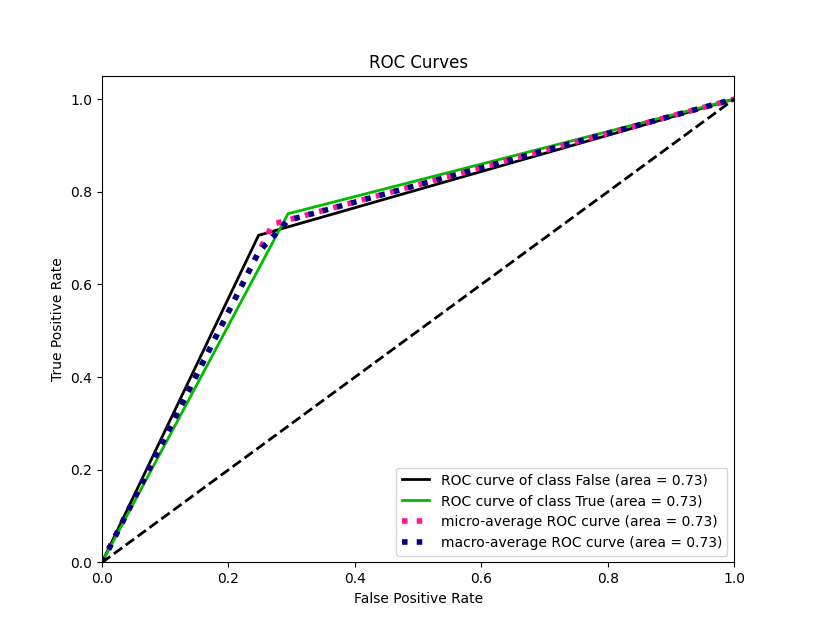 ROC Curves
True Positive Rate
1.0
0.8
0.6
0.4
0.2
0.0
0.0 0.2 0.4 0.6 0.8 1.0
False Positive Rate
ROC curve of class False (area = 0.73)
ROC curve of class True (area = 0.73)
micro-average ROC curve (area = 0.73)
macro-average ROC curve (area = 0.73)